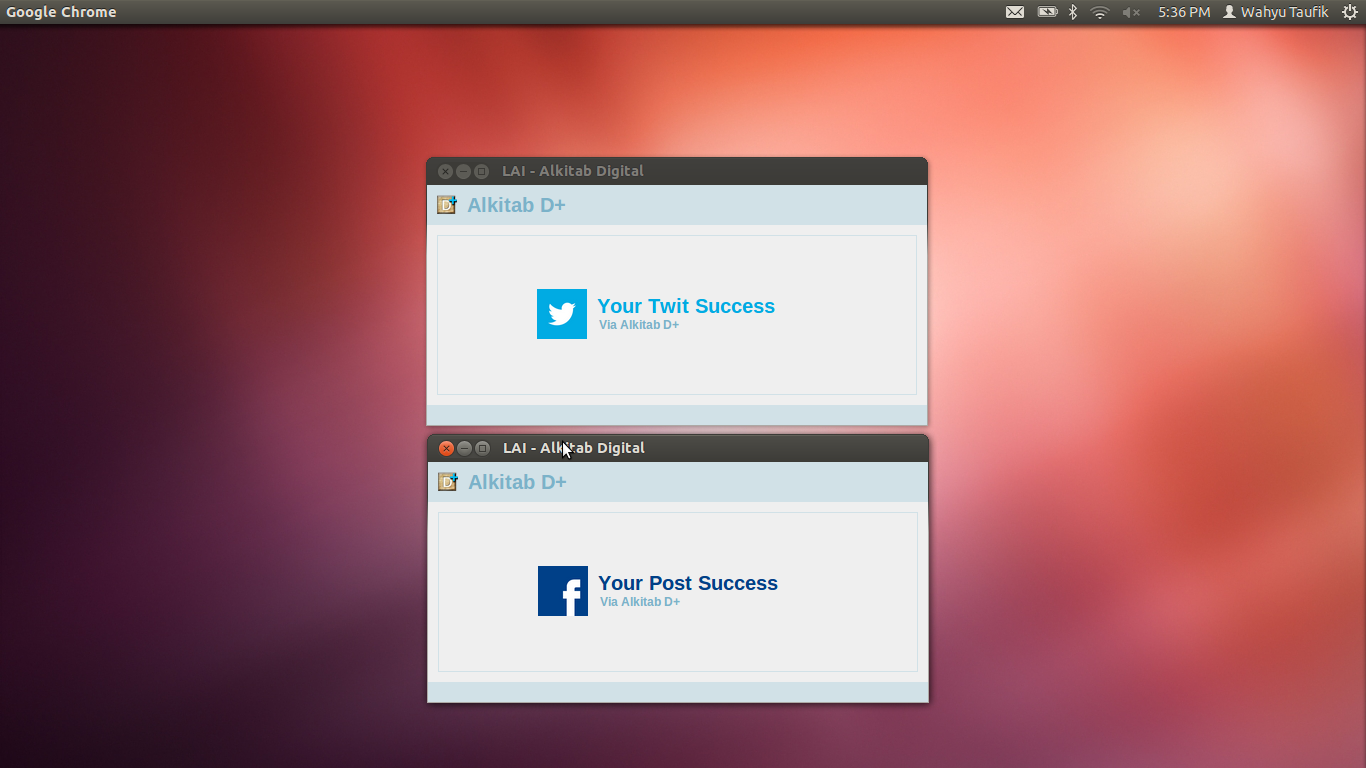 Google Chrome
5:36 PM
Wahyu Taufik
LAI - Alkitab Digital
D+
Alkitab D+
Your Twit Success
Via Alkitab D+
LAI - Alkitab Digital
D+
Alkitab D+
f
Your Post Success
Via Alkitab D+